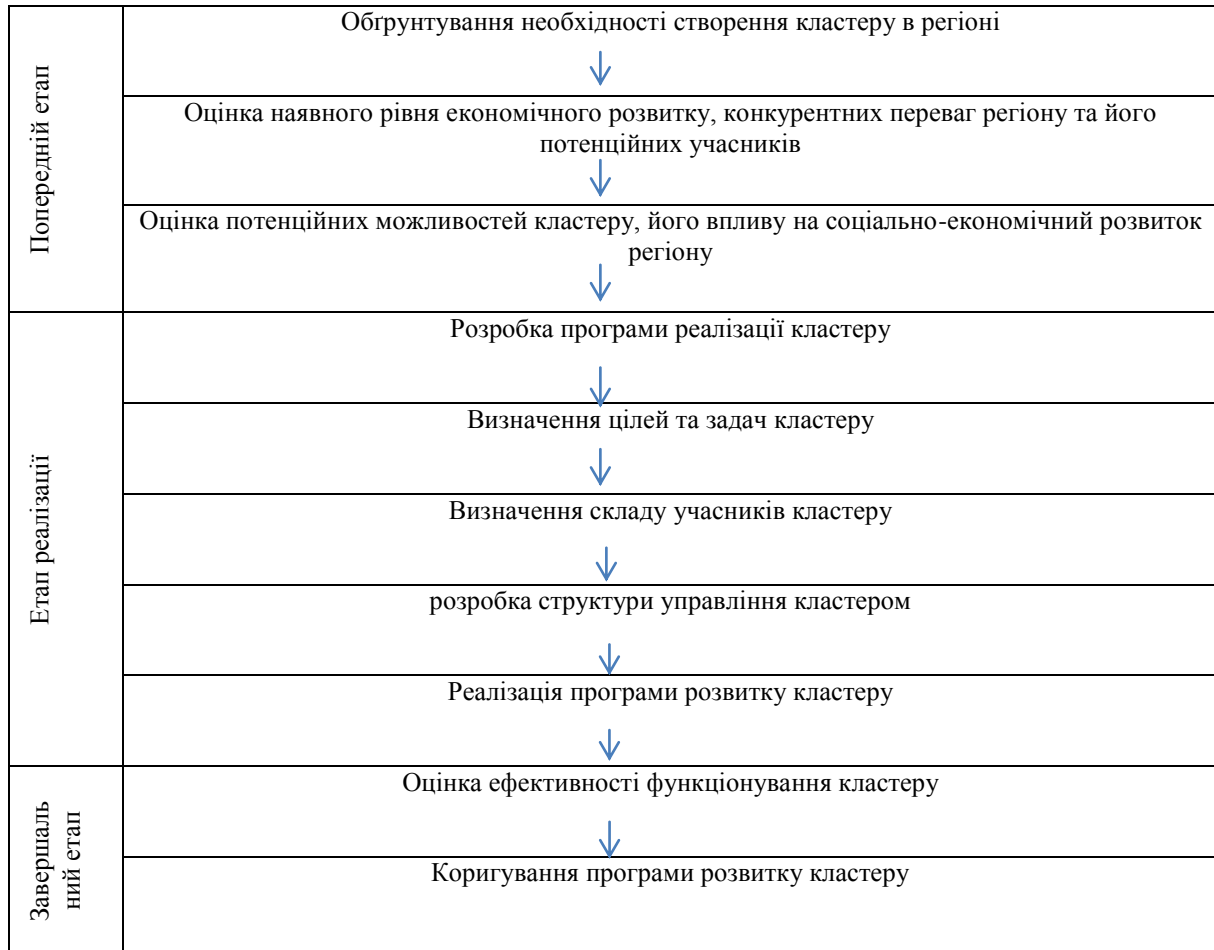 Попередній етап
Обґрунтування необхідності створення кластеру в регіоні
Оцінка наявного рівня економічного розвитку, конкурентних переваг регіону та його
потенційних учасників
Оцінка потенційних можливостей кластеру, його впливу на соціально-економічний розвиток
регіону
Етап реалізації
Розробка програми реалізації кластеру
Визначення цілей та задач кластеру
Визначення складу учасників кластеру
розробка структури управління кластером
Реалізація програми розвитку кластеру
Завершаль
ний етап
Оцінка ефективності функціонування кластеру
Коригування програми розвитку кластеру